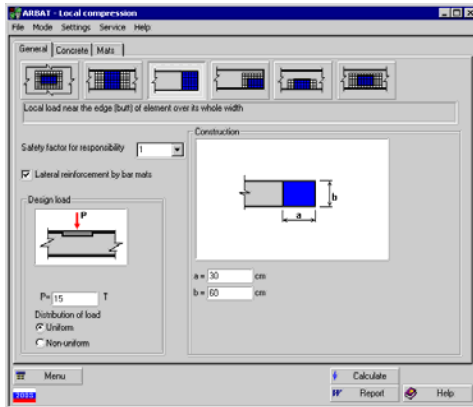 ARBAT - Local compression
File Mode Settings Service Help
General Concrete Mats
Local load near the edge (butt) of element over its whole width
Safety factor for responsibility 1
Lateral reinforcement by bar mats
Design load
P
P= 15 T
Distribution of load
Uniform
Non-uniform
Construction
b
a
a = 30 cm
b = 60 cm
Menu
Calculate
Report
Help